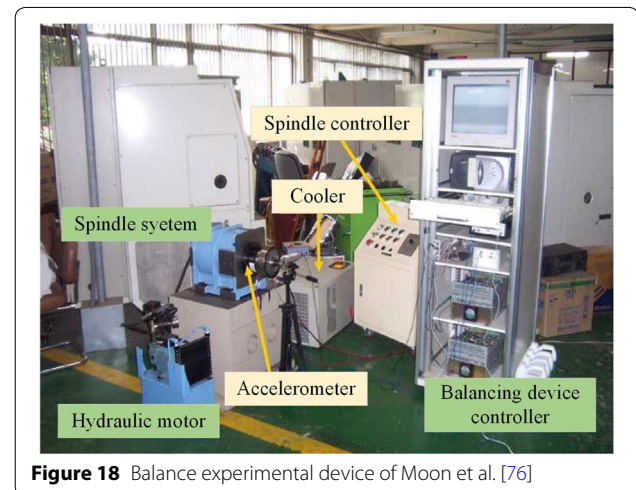 Spindle controller
Cooler
Spindle syetem
Accelerometer
Hydraulic motor
Balancing device
controller
Figure 18 Balance experimental device of Moon et al. [76]